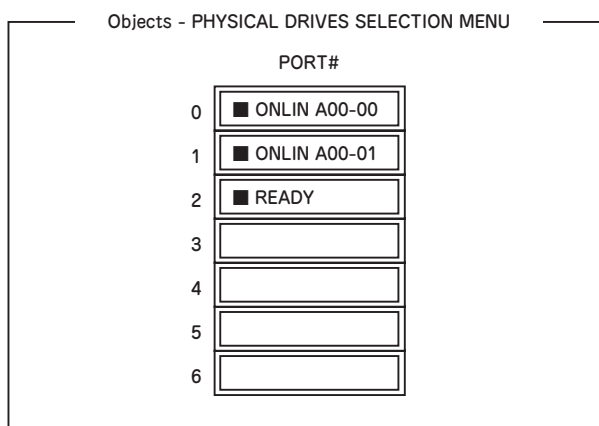 Objects - PHYSICAL DRIVES SELECTION MENU
PORT#
0 ■ ONLIN A00-00
1 ■ ONLIN A00-01
2 ■ READY
3
4
5
6